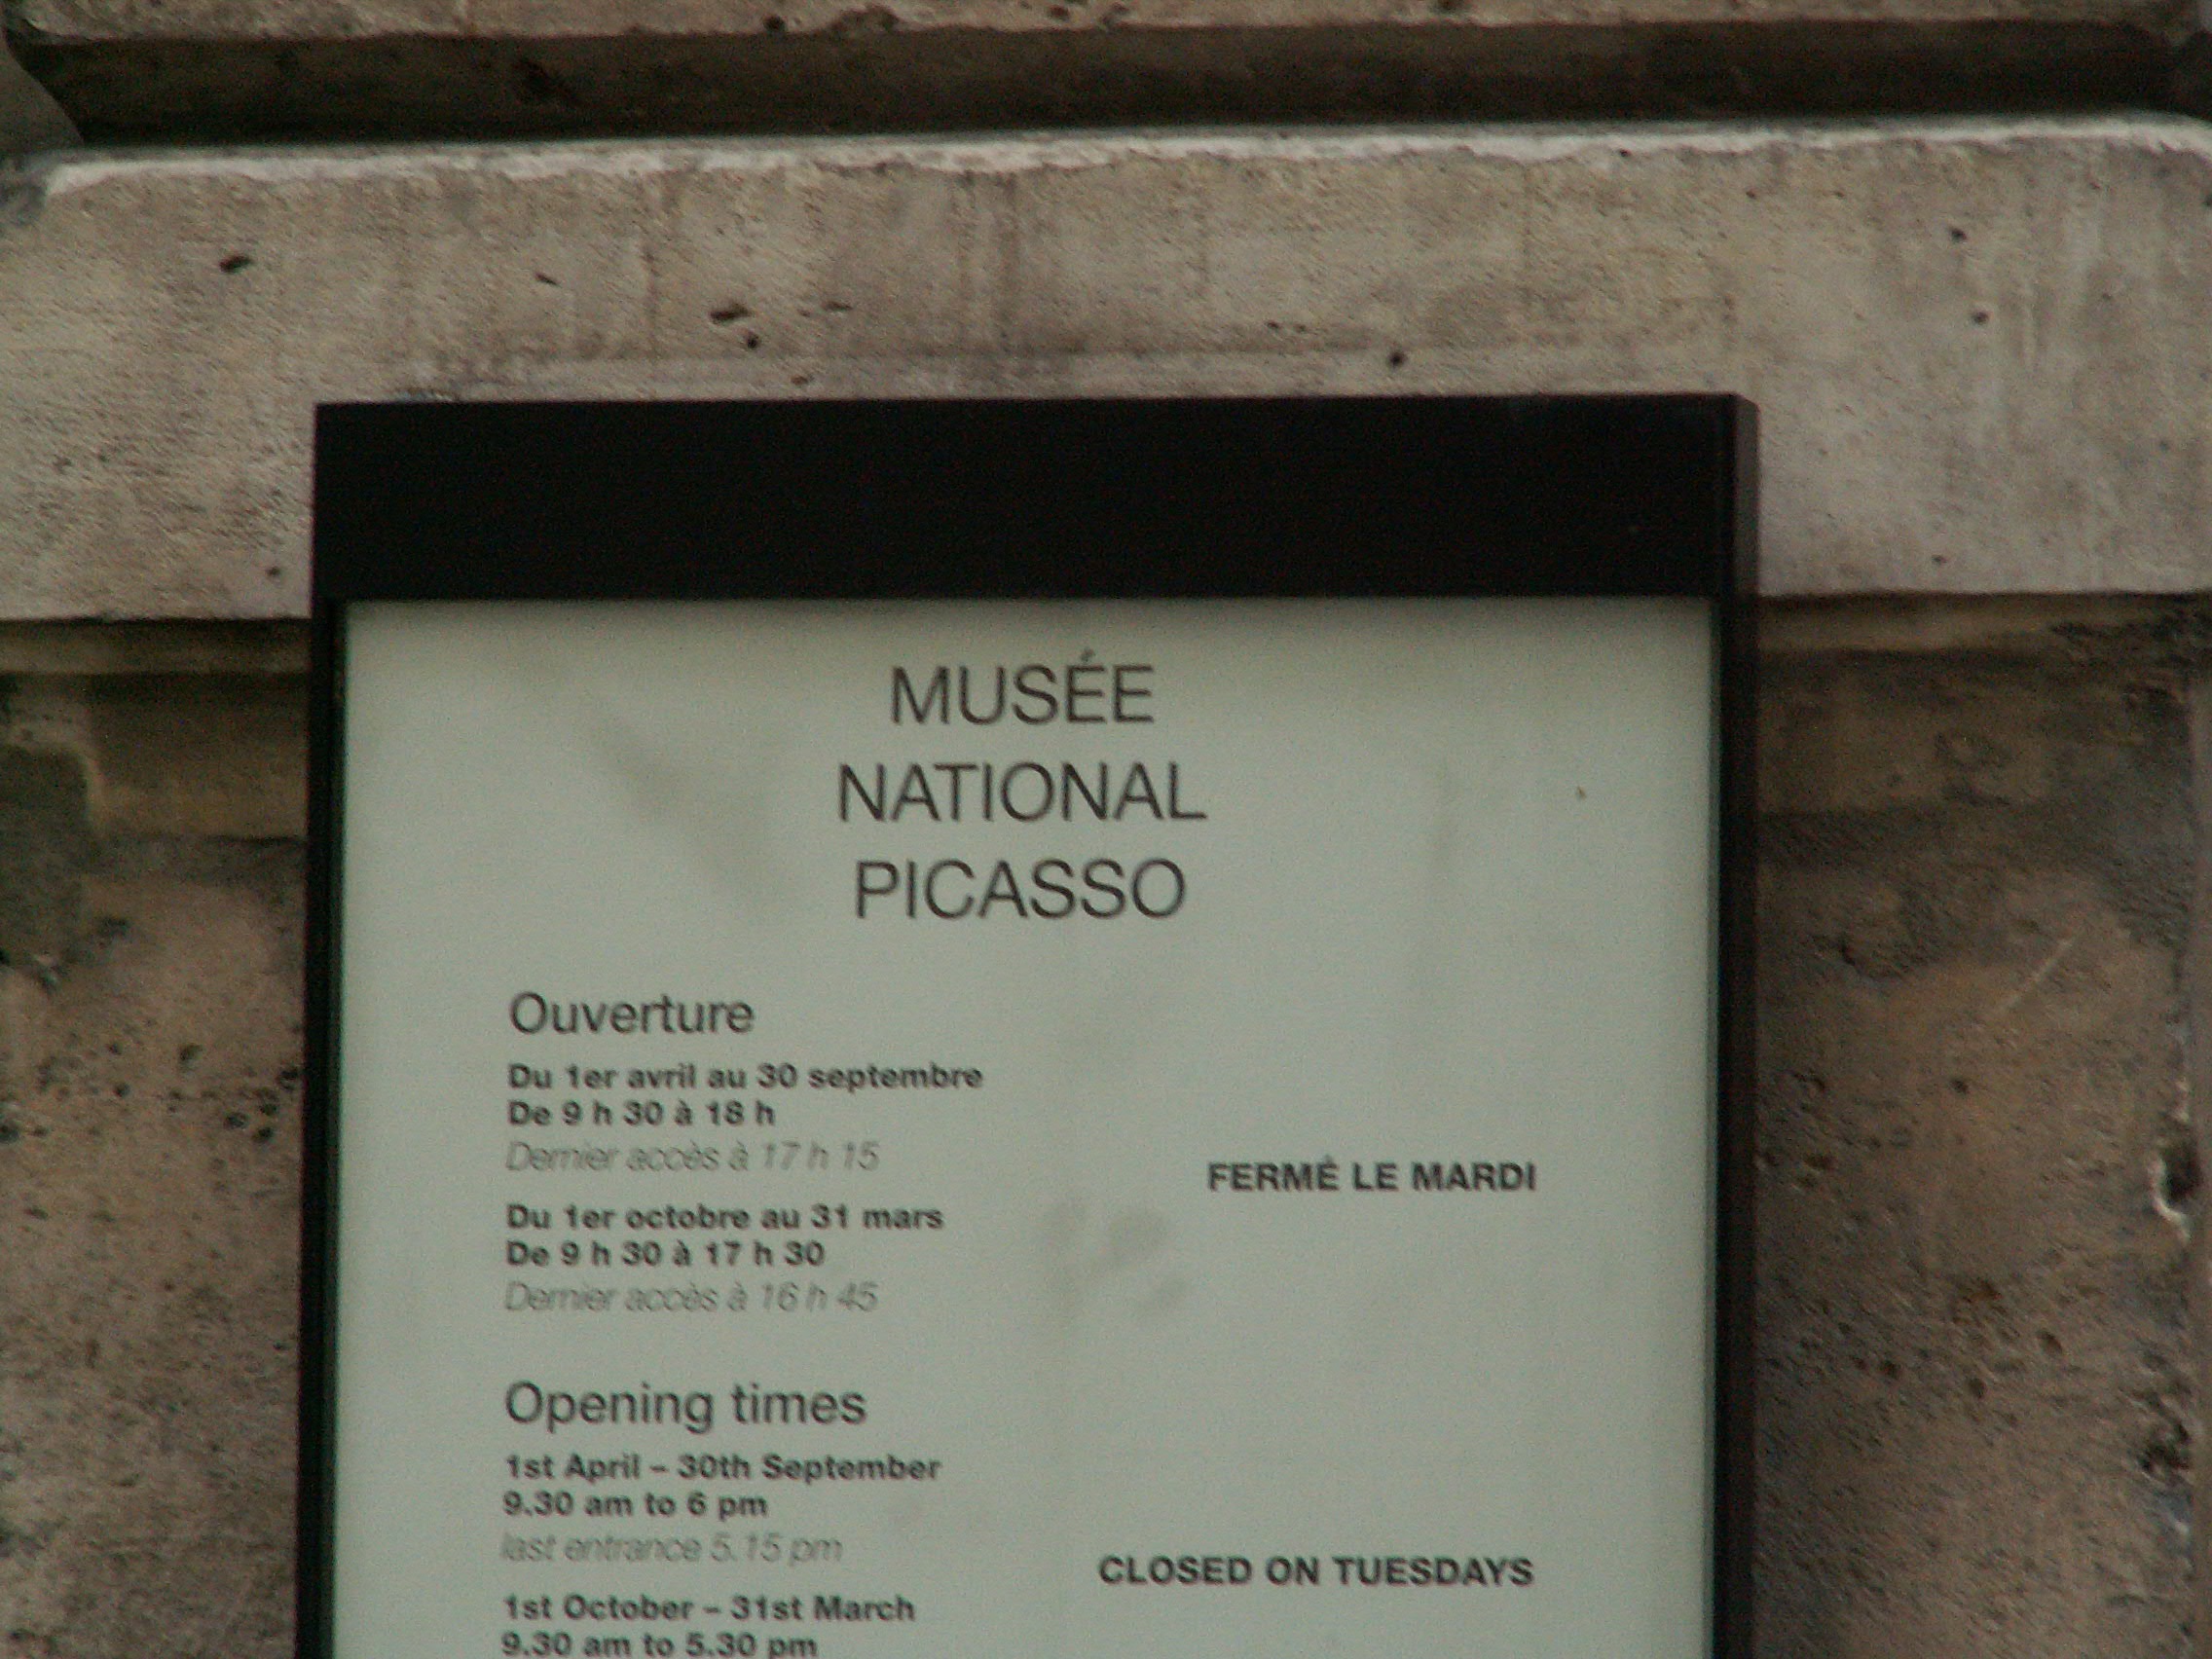 MUSÉE
NATIONAL
PICASSO
Ouverture
Du 1er avril au 30 septembre
De 9 h 30 à 18 h
Dernier accès à 17 h 15
FERMÉ LE MARDI
Du 1er octobre au 31 mars
De 9 h 30 à 17 h 30
Dernier accès à 16 h 45
Opening times
1st April – 30th September
9.30 am to 6 pm
last entrance 5.15 pm
CLOSED ON TUESDAYS
1st October – 31st March
9.30 am to 5.30 pm